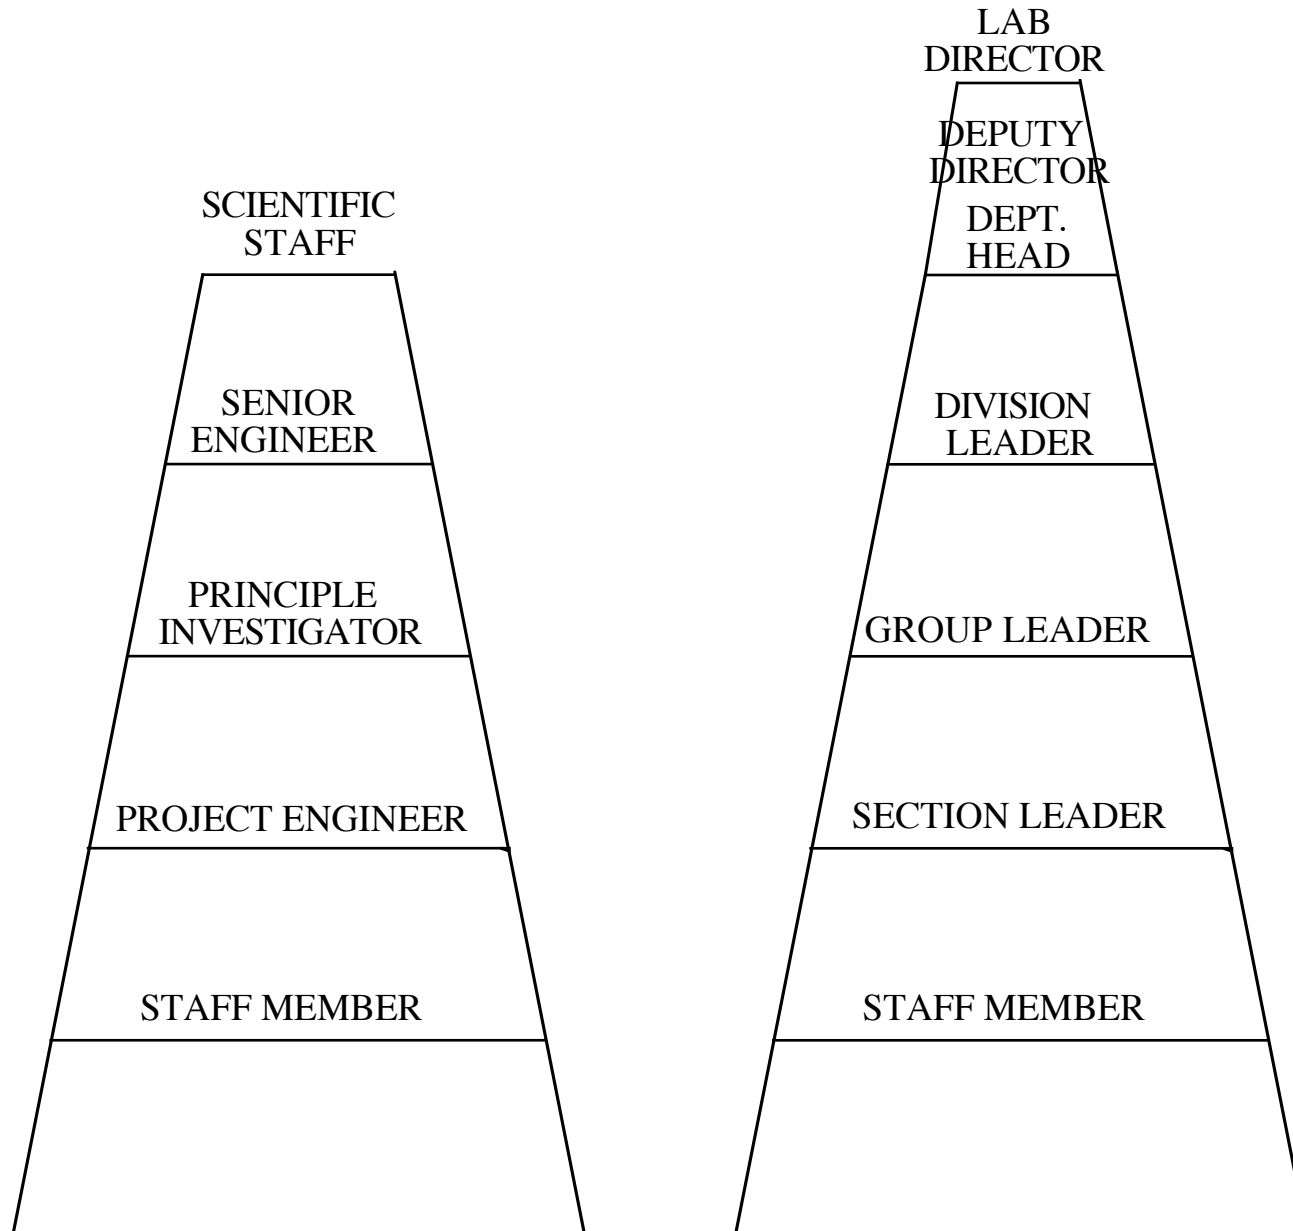 SCIENTIFIC
STAFF
SENIOR
ENGINEER
PRINCIPLE
INVESTIGATOR
PROJECT ENGINEER
STAFF MEMBER
LAB
DIRECTOR
DEPUTY
DIRECTOR
DEPT.
HEAD
DIVISION
LEADER
GROUP LEADER
SECTION LEADER
STAFF MEMBER